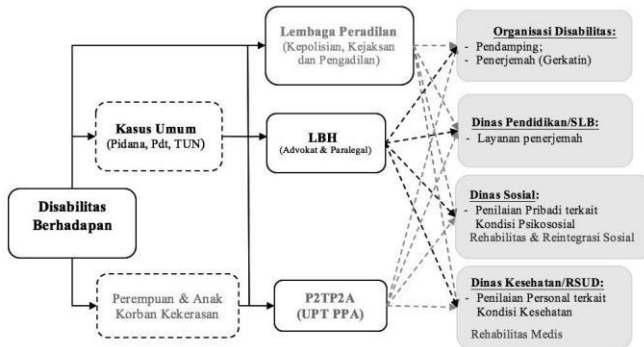 Lembaga Peradilan
(Kepolisian, Kejaksan
dan Pengadilan)
Organisasi Disabilitas:
- Pendamping;
- Penerjemah (Gerkatin)
Kasus Umum
(Pidana, Pdt, TUN)
LBH
(Advokat & Paralegal)
Dinas Pendidikan/SLB:
- Layanan penerjemah
Disabilitas
Berhadapan
Dinas Sosial:
- Penilaian Pribadi terkait
Kondisi Psikososial
Rehabilitas & Reintegrasi Sosial
Perempuan & Anak
Korban Kekerasan
P2TP2A
(UPT PPA)
Dinas Kesehatan/RSUD:
- Penilaian Personal terkait
Kondisi Kesehatan
Rehabilitas Medis